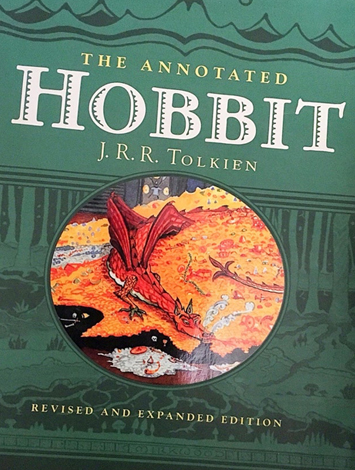 THE ANNOTATED
HOBBIT
J. R. R. TOLKIEN
REVISED AND EXPANDED EDITION